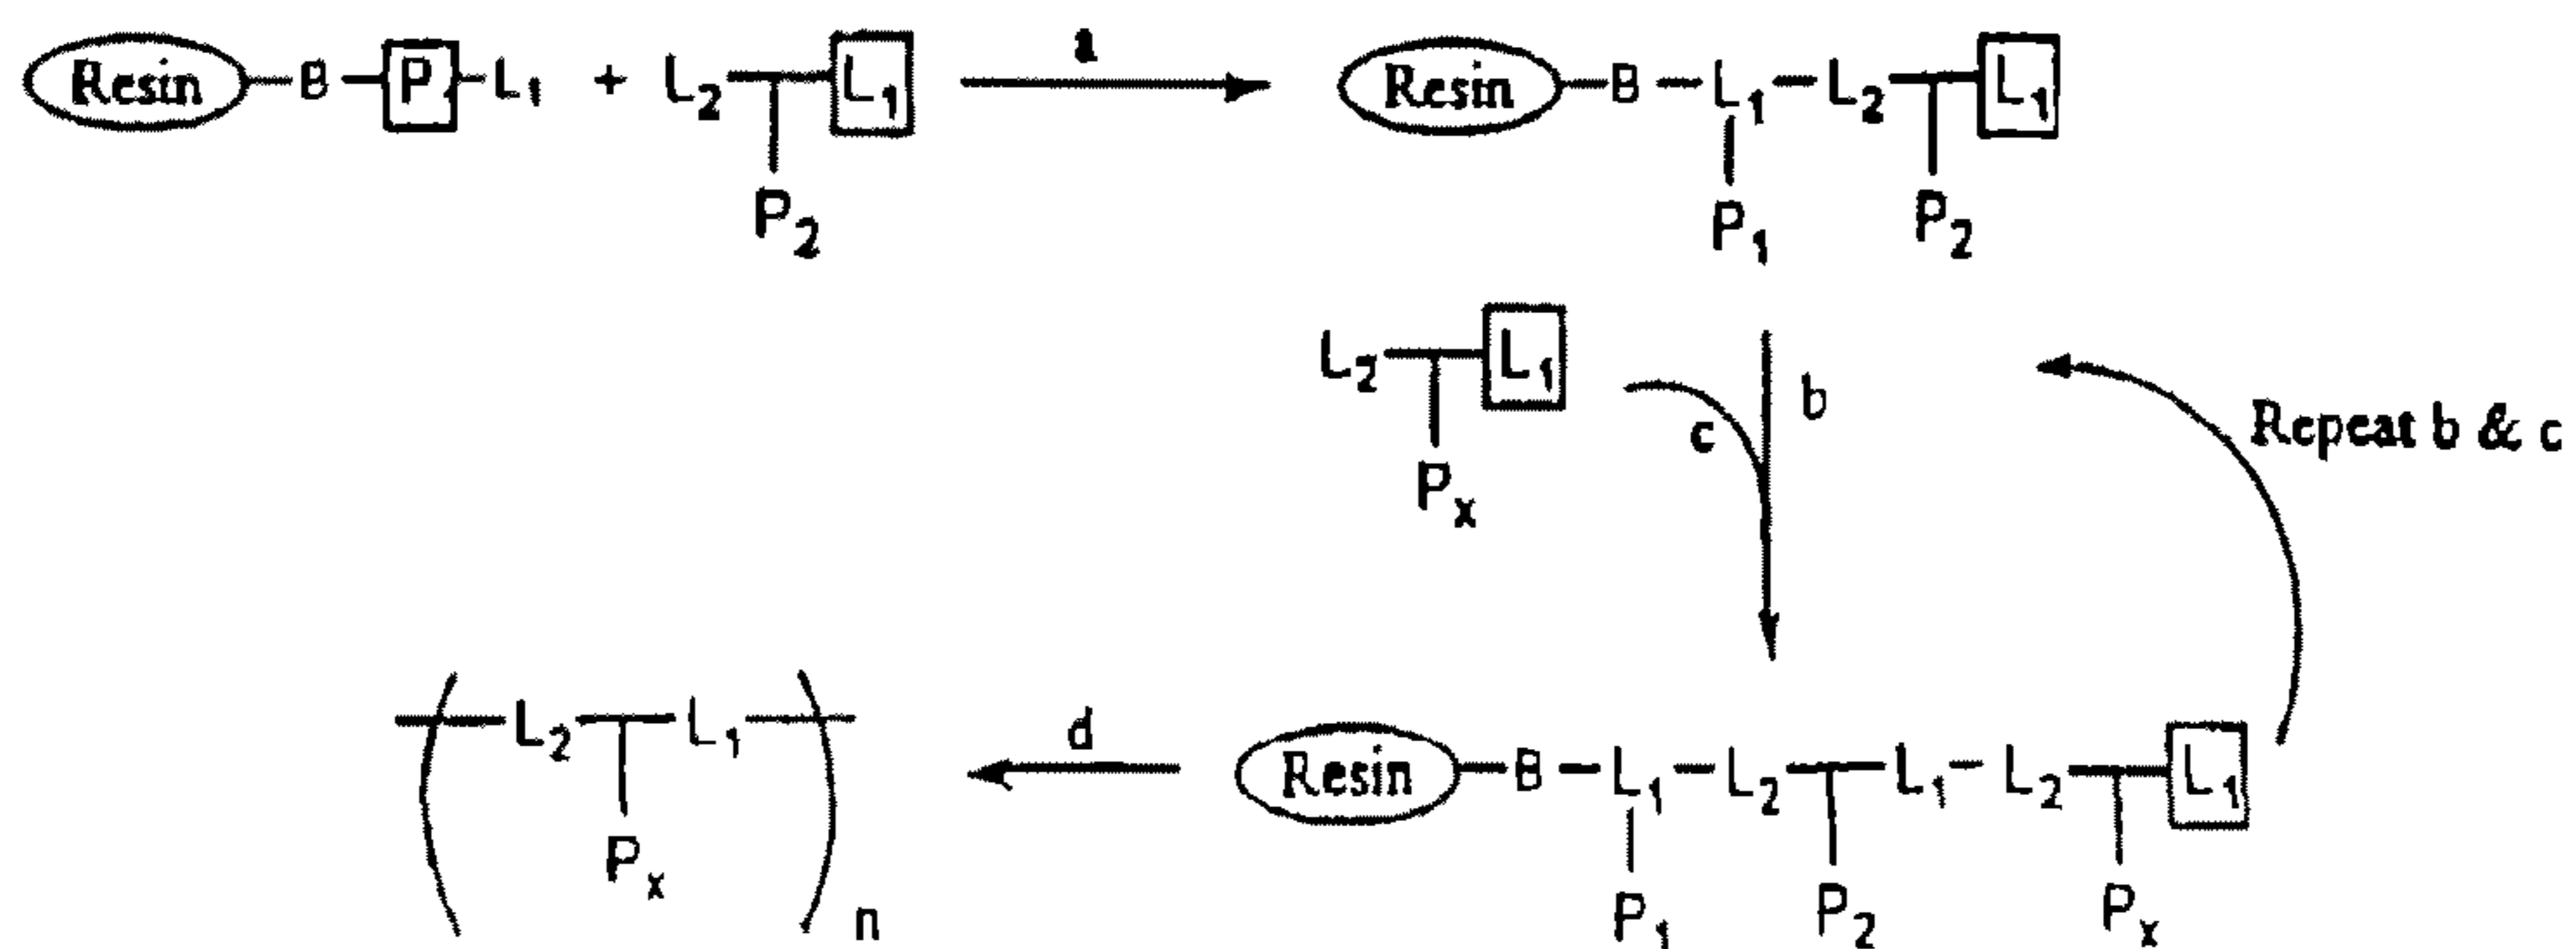 Resin B P L₁ + L₂ L₁ a Resin B L₁ L₂ L₁
P₂ P₁ P₂
L₂ L₁ b
c Repeat b & c
Pₓ
L₂ L₁ d Resin B L₁ L₂ L₁ L₂ L₁
Pₓ P₁ P₂ Pₓ
n